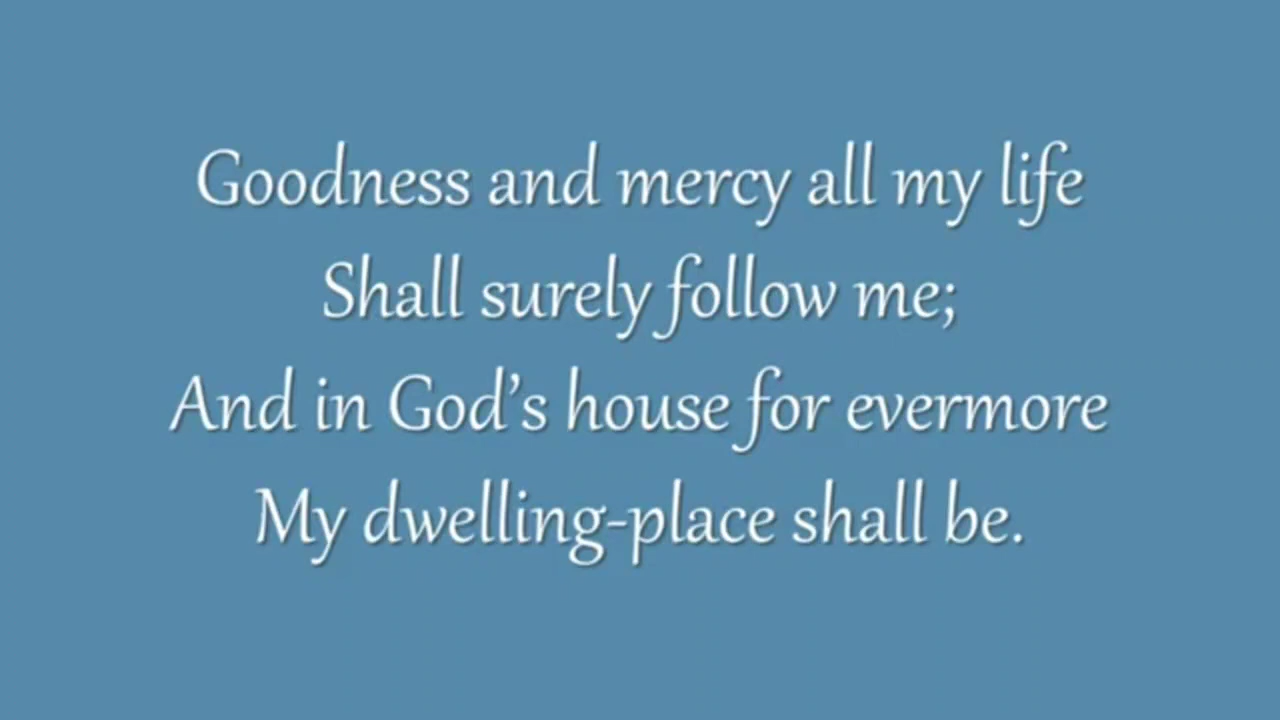 Goodness and mercy all my life
Shall surely follow me;
And in God’s house for evermore
My dwelling-place shall be.